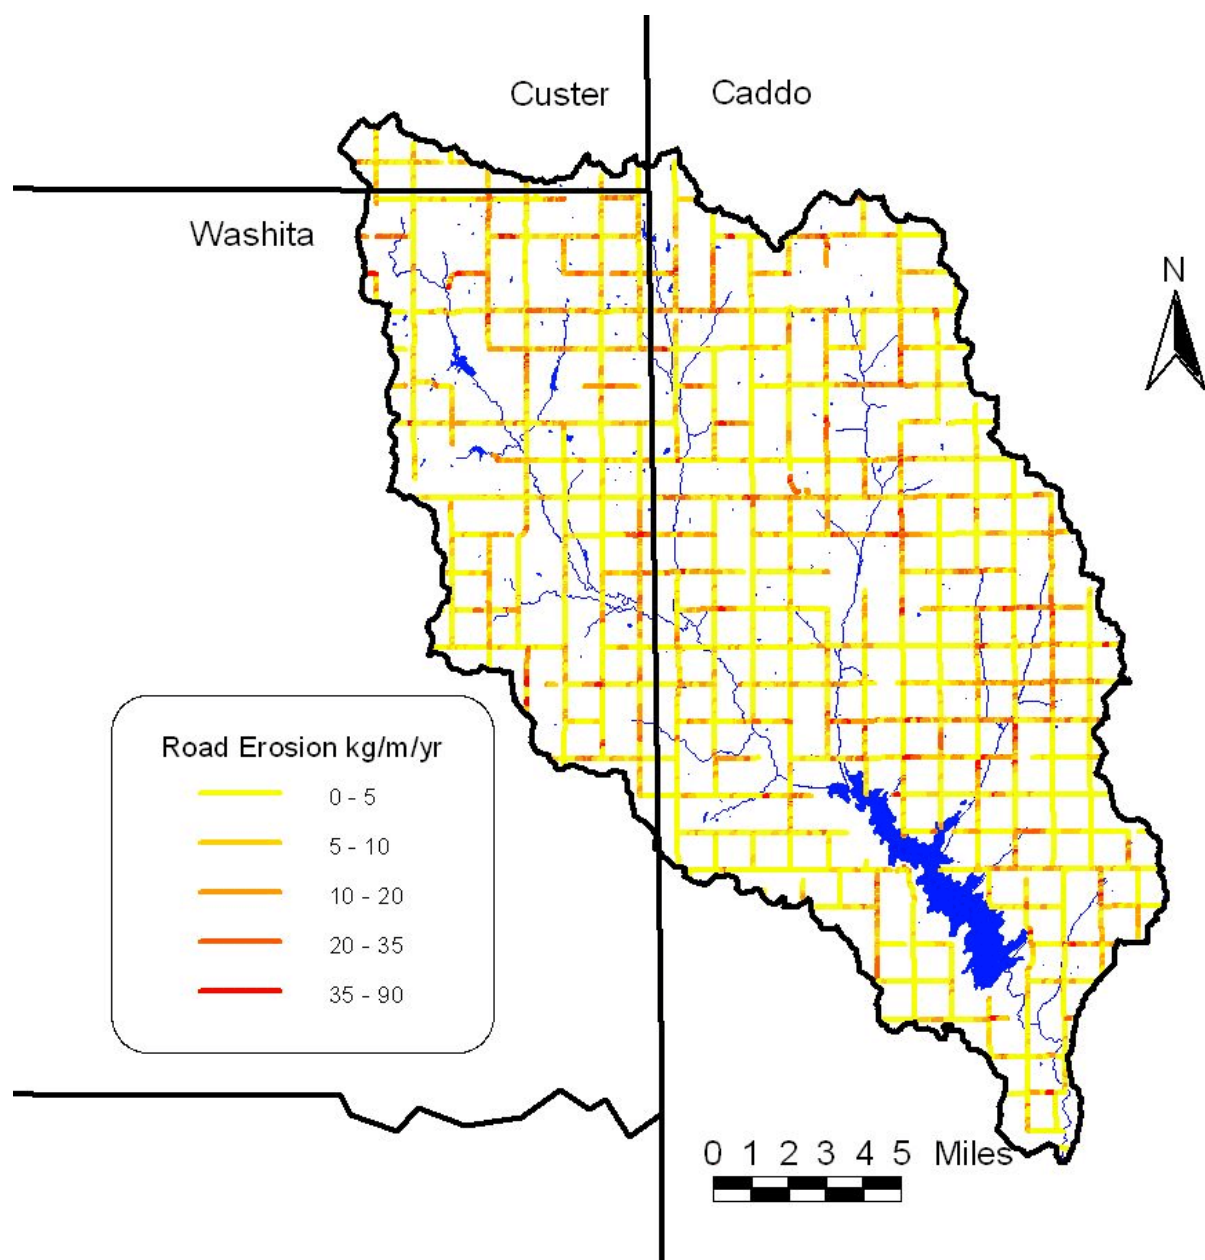 Custer
Caddo
Washita
N
Road Erosion kg/m/yr
0 - 5
5 - 10
10 - 20
20 - 35
35 - 90
0 1 2 3 4 5 Miles